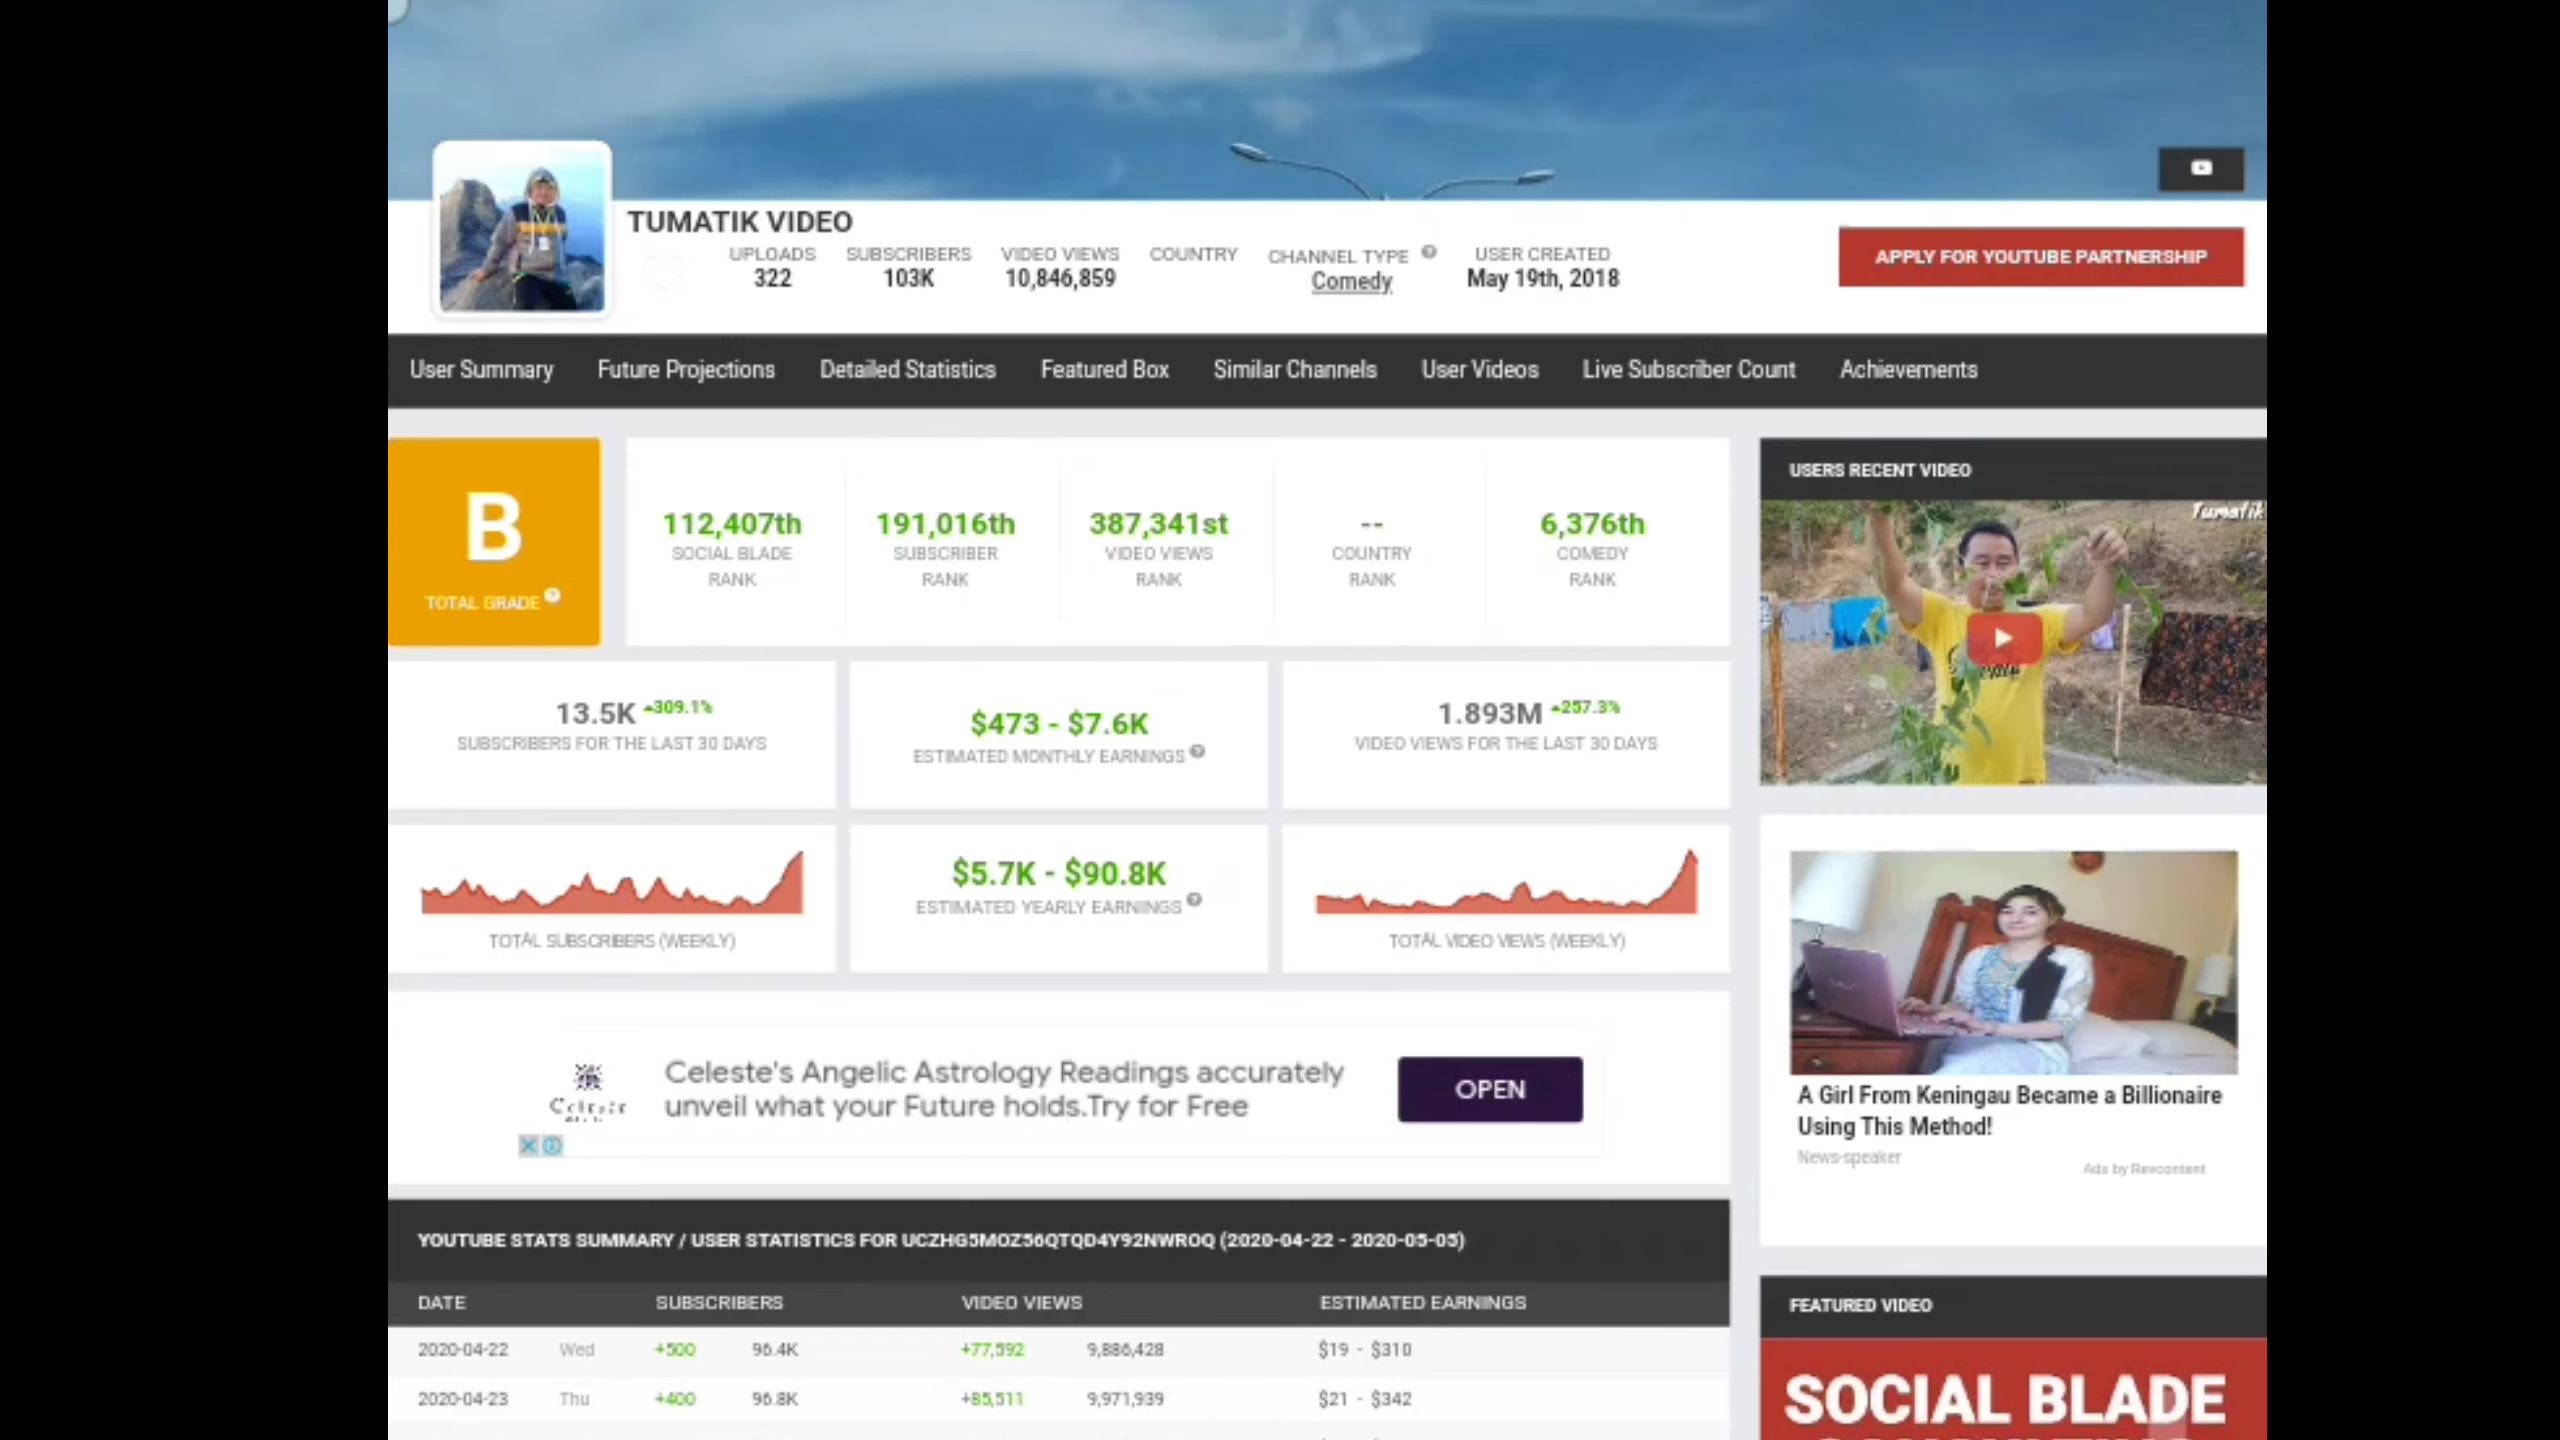 TUMATIK VIDEO
UPLOADS
322
SUBSCRIBERS
103K
VIDEO VIEWS
10,846,859
COUNTRY
CHANNEL TYPE
Comedy
USER CREATED
May 19th, 2018
APPLY FOR YOUTUBE PARTNERSHIP
User Summary Future Projections Detailed Statistics Featured Box Similar Channels User Videos Live Subscriber Count Achievements
B
TOTAL GRADE
112,407th
SOCIAL BLADE
RANK
191,016th
SUBSCRIBER
RANK
387,341st
VIDEO VIEWS
RANK
--
COUNTRY
RANK
6,376th
COMEDY
RANK
USERS RECENT VIDEO
Tumatik
13.5K 309.1%
SUBSCRIBERS FOR THE LAST 30 DAYS
$473 - $7.6K
ESTIMATED MONTHLY EARNINGS
1.893M 257.3%
VIDEO VIEWS FOR THE LAST 30 DAYS
TOTAL SUBSCRIBERS (WEEKLY)
$5.7K - $90.8K
ESTIMATED YEARLY EARNINGS
TOTAL VIDEO VIEWS (WEEKLY)
Celeste's Angelic Astrology Readings accurately
unveil what your Future holds.Try for Free
OPEN
A Girl From Keningau Became a Billionaire
Using This Method!
News-speaker
Ads by Revcontent
YOUTUBE STATS SUMMARY / USER STATISTICS FOR UCZHG5MOZ56QTQD4Y92NWROQ (2020-04-22 - 2020-05-05)
DATE SUBSCRIBERS VIDEO VIEWS ESTIMATED EARNINGS
2020-04-22 Wed +500 96.4K +77,592 9,886,428 $19 - $310
2020-04-23 Thu +400 96.8K +85,511 9,971,939 $21 - $342
FEATURED VIDEO
SOCIAL BLADE